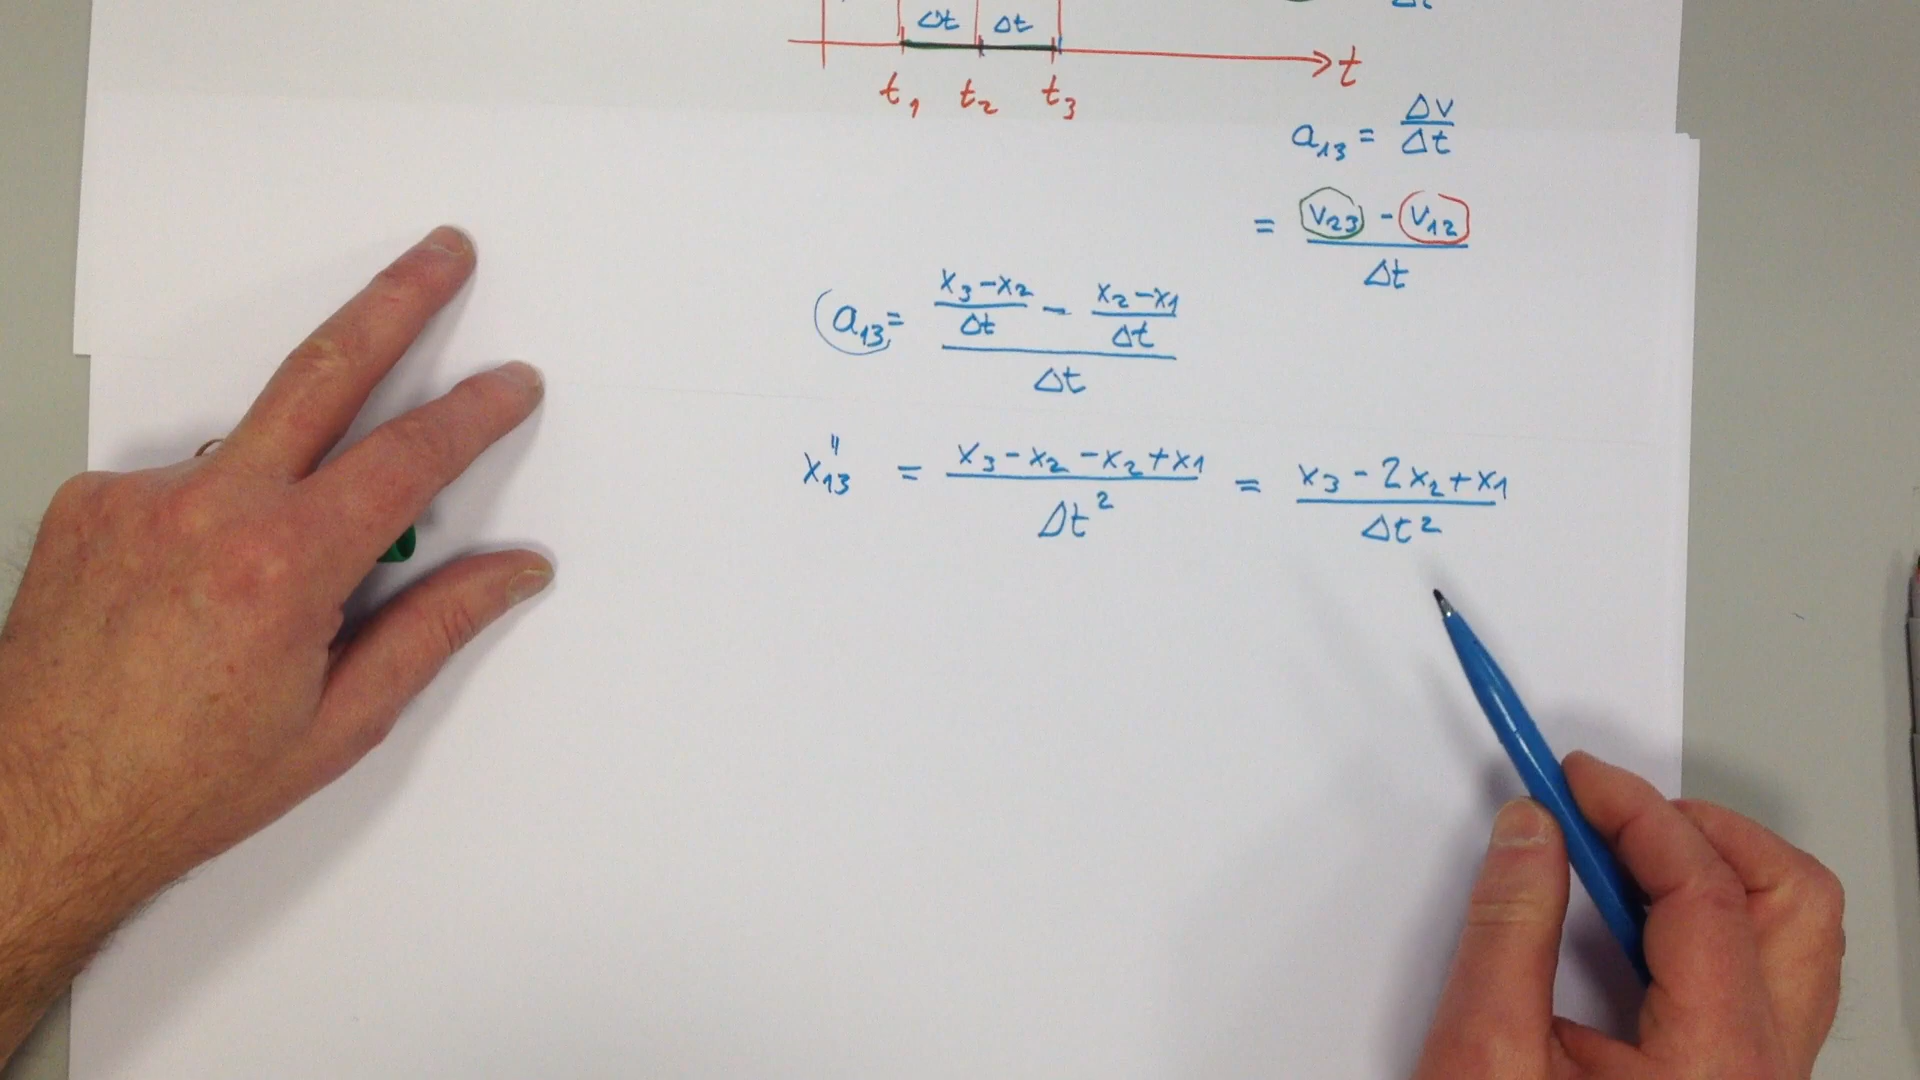 Δt Δt
t
t₁ t₂ t₃
a₁₃ = Δv/Δt
= (v₂₃ - v₁₂)/Δt
a₁₃ = ((x₃-x₂)/Δt - (x₂-x₁)/Δt)/Δt
x₁₃'' = (x₃-x₂-x₂+x₁)/Δt² = (x₃-2x₂+x₁)/Δt²